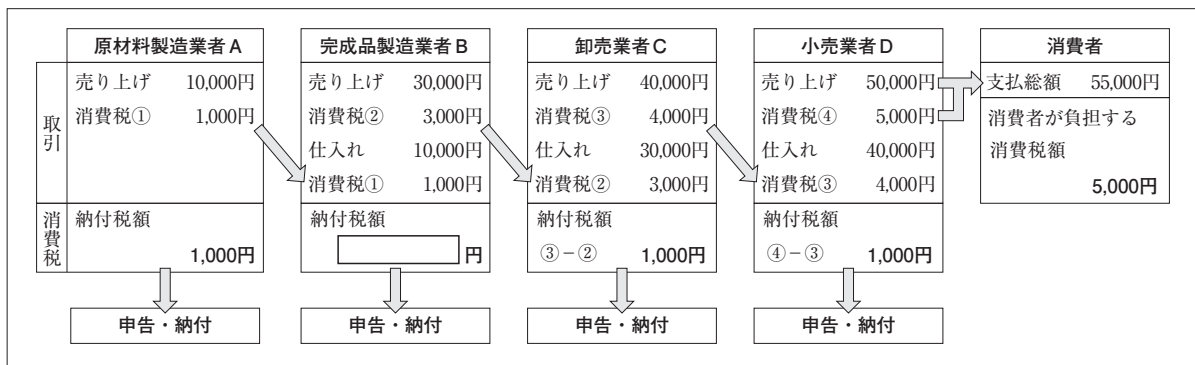 原材料製造業者A
完成品製造業者B
卸売業者C
小売業者D
消費者
取引
売り上げ 10,000円
消費税① 1,000円
売り上げ 30,000円
消費税② 3,000円
仕入れ 10,000円
消費税① 1,000円
売り上げ 40,000円
消費税③ 4,000円
仕入れ 30,000円
消費税② 3,000円
売り上げ 50,000円
消費税④ 5,000円
仕入れ 40,000円
消費税③ 4,000円
支払総額 55,000円
消費者が負担する
消費税額
5,000円
消費税
納付税額
1,000円
納付税額
円
納付税額
③－② 1,000円
納付税額
④－③ 1,000円
申告・納付
申告・納付
申告・納付
申告・納付